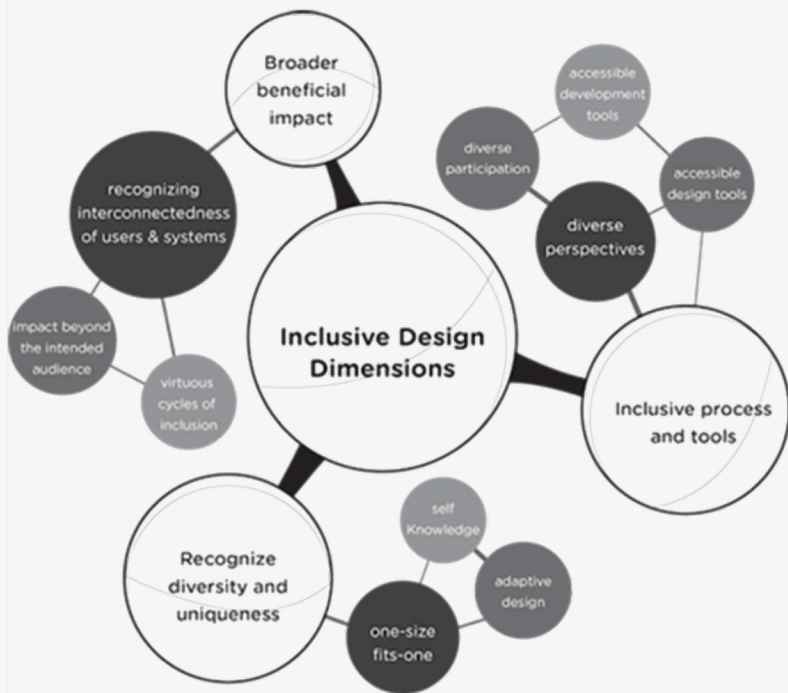 Broader
beneficial
impact
recognizing
interconnectedness
of users & systems
impact beyond
the intended
audience
virtuous
cycles of
inclusion
Inclusive Design
Dimensions
accessible
development
tools
diverse
participation
accessible
design tools
diverse
perspectives
Inclusive process
and tools
Recognize
diversity and
uniqueness
self
Knowledge
adaptive
design
one-size
fits-one